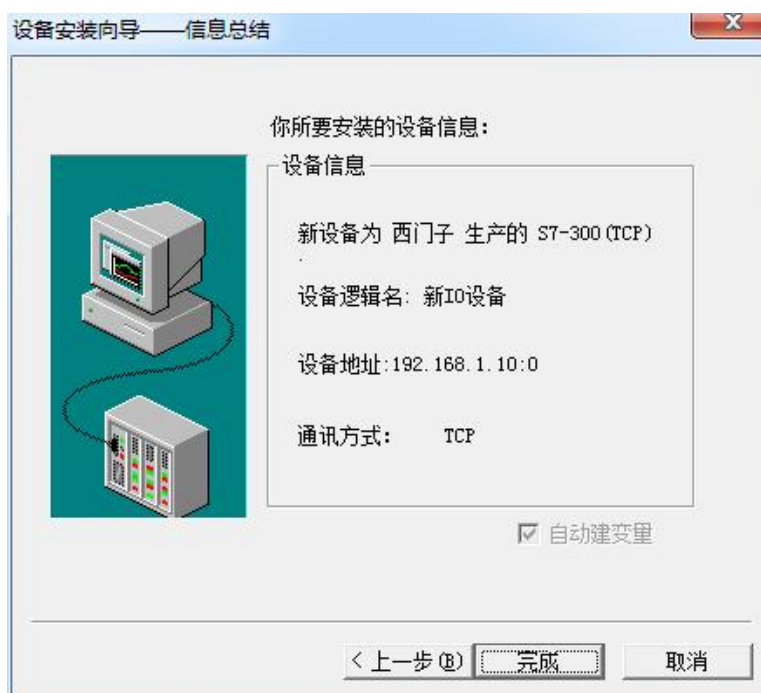 设备安装向导——信息总结
你所要安装的设备信息：
设备信息
新设备为 西门子 生产的 S7-300(TCP)
.
设备逻辑名: 新IO设备
设备地址:192.168.1.10:0
通讯方式: TCP
自动建变量
< 上一步(B) 完成 取消